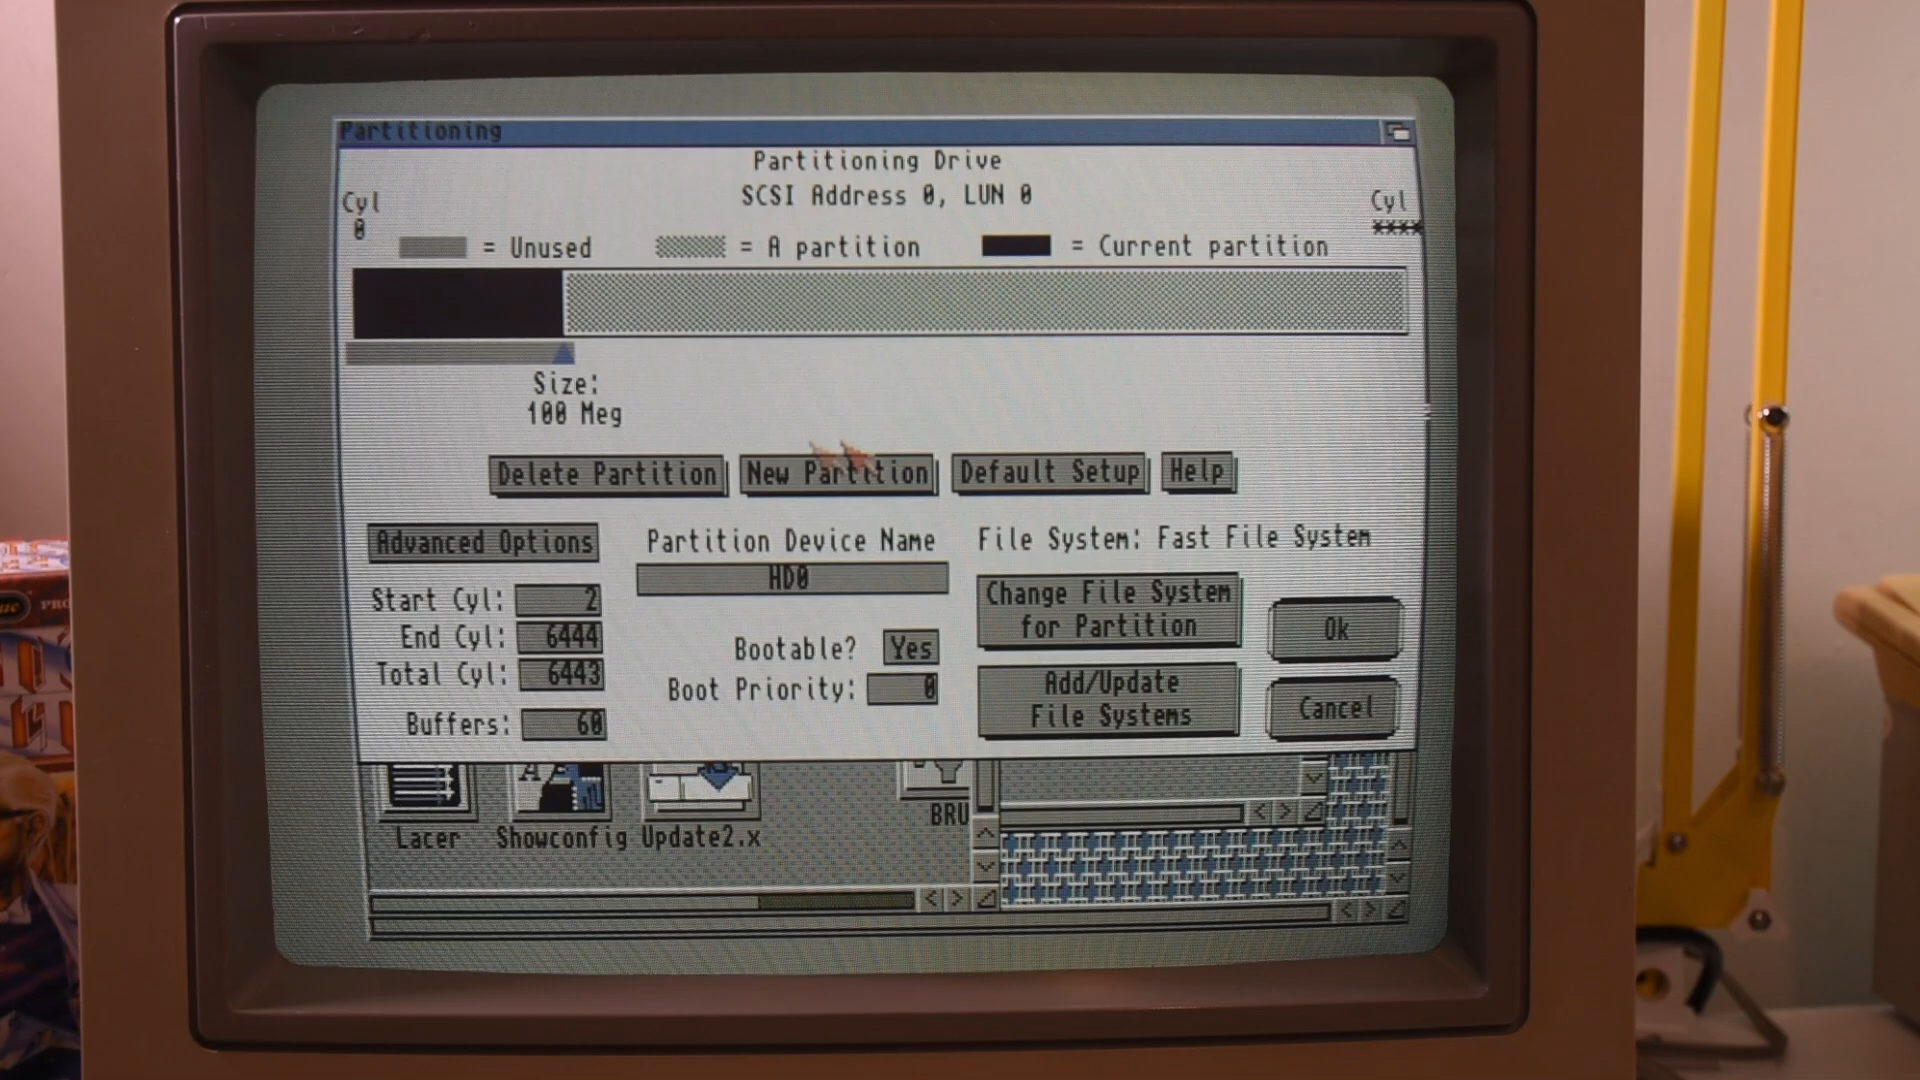 Partitioning
Partitioning Drive
SCSI Address 0, LUN 0
Cyl
0
Cyl
****
= Unused
= A partition
= Current partition
Size:
100 Meg
Delete Partition
New Partition
Default Setup
Help
Advanced Options
Partition Device Name
File System: Fast File System
HD0
Start Cyl: 2
End Cyl: 6444
Total Cyl: 6443
Buffers: 60
Bootable? Yes
Boot Priority: 0
Change File System
for Partition
Add/Update
File Systems
Ok
Cancel
Lacer
Showconfig
Update2.x
BRU